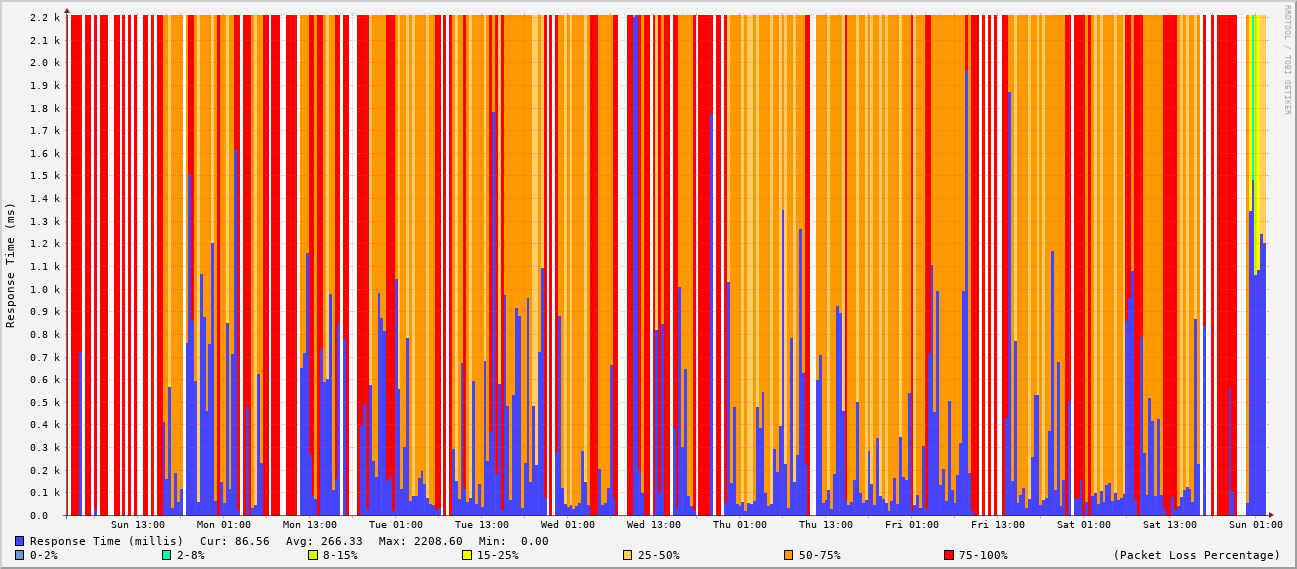 RRDTOOL / TOBI OETIKER
Response Time (ms)
2.2 k
2.1 k
2.0 k
1.9 k
1.8 k
1.7 k
1.6 k
1.5 k
1.4 k
1.3 k
1.2 k
1.1 k
1.0 k
0.9 k
0.8 k
0.7 k
0.6 k
0.5 k
0.4 k
0.3 k
0.2 k
0.1 k
0.0
Sun 13:00 Mon 01:00 Mon 13:00 Tue 01:00 Tue 13:00 Wed 01:00 Wed 13:00 Thu 01:00 Thu 13:00 Fri 01:00 Fri 13:00 Sat 01:00 Sat 13:00 Sun 01:00
Response Time (millis) Cur: 86.56 Avg: 266.33 Max: 2208.60 Min: 0.00
0-2% 2-8% 8-15% 15-25% 25-50% 50-75% 75-100% (Packet Loss Percentage)